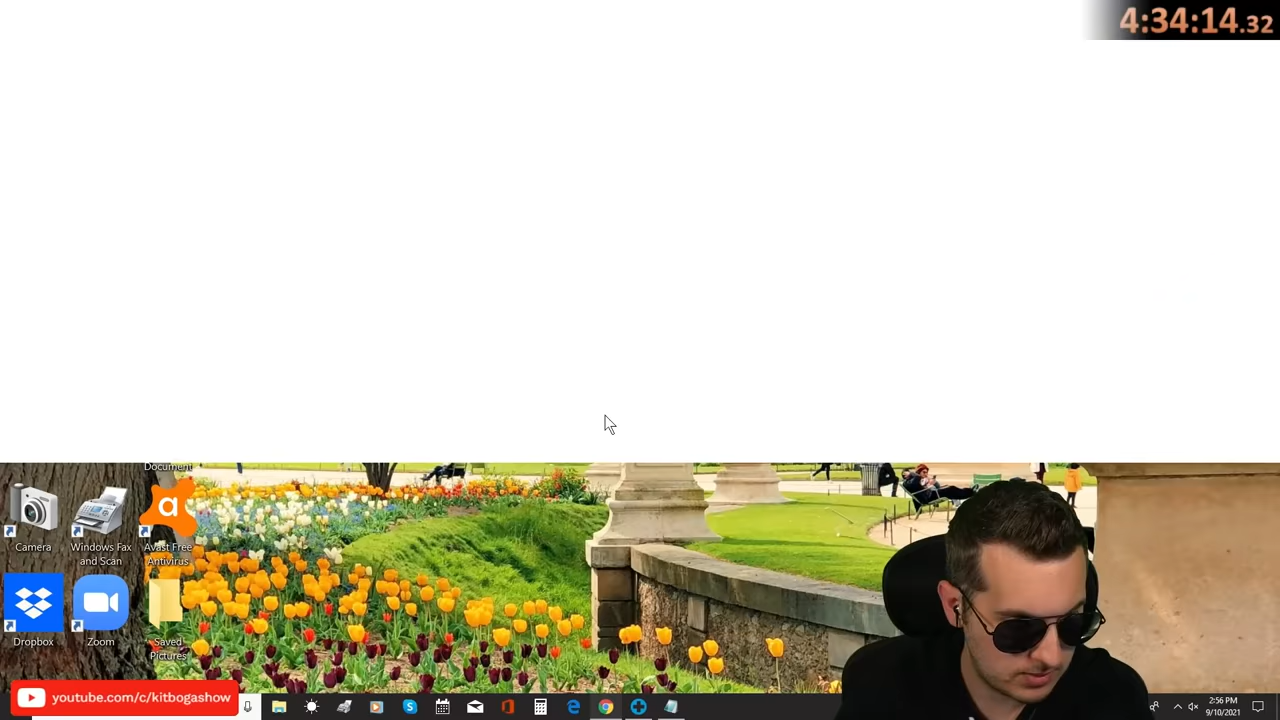 4:34:14.32
Document
Camera
Windows Fax
and Scan
Avast Free
Antivirus
Dropbox
Zoom
Saved
Pictures
youtube.com/c/kitbogashow
2:56 PM
9/10/2021